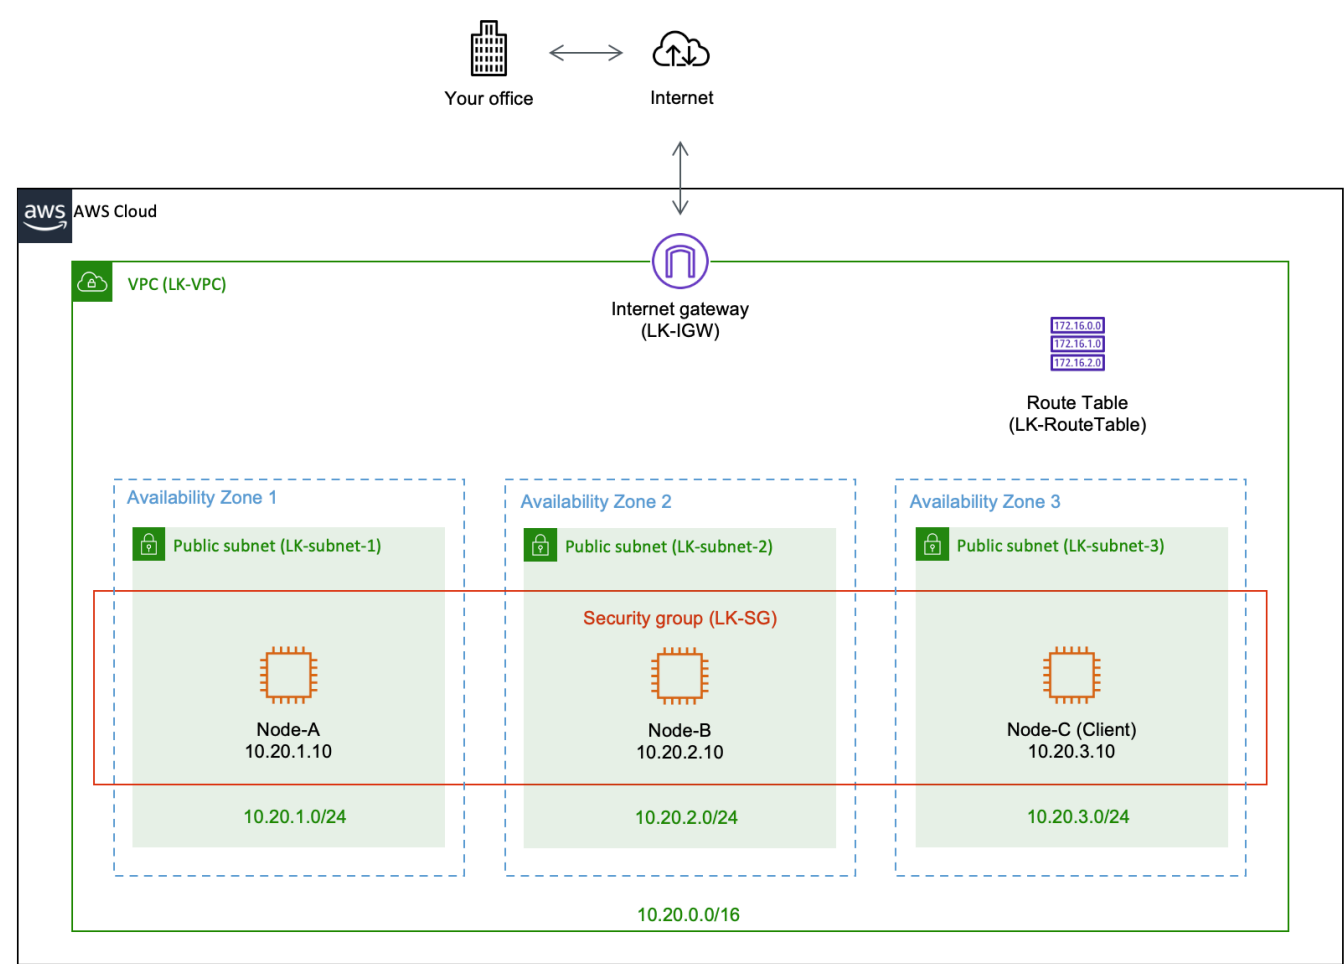 Your office
Internet
aws
AWS Cloud
VPC (LK-VPC)
Internet gateway
(LK-IGW)
172.16.0.0
172.16.1.0
172.16.2.0
Route Table
(LK-RouteTable)
Availability Zone 1
Availability Zone 2
Availability Zone 3
Public subnet (LK-subnet-1)
Public subnet (LK-subnet-2)
Public subnet (LK-subnet-3)
Security group (LK-SG)
Node-A
10.20.1.10
Node-B
10.20.2.10
Node-C (Client)
10.20.3.10
10.20.1.0/24
10.20.2.0/24
10.20.3.0/24
10.20.0.0/16